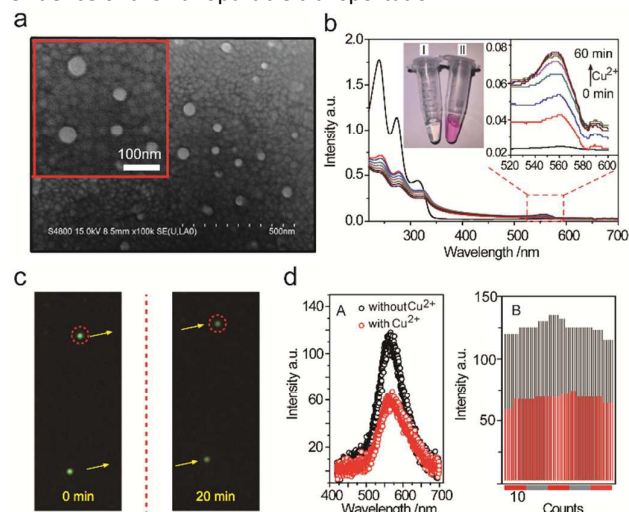 a
100nm
S4800 15.0kV 8.5mm x100k SE(U,LA0)
500nm
b
2.0
1.5
1.0
0.5
0.0
Intensity a.u.
300
400
500
600
700
Wavelength /nm
I
II
0.08
0.06
0.04
0.02
60 min
Cu2+
0 min
520
540
560
580
600
c
0 min
20 min
d
A
without Cu2+
with Cu2+
140
100
60
20
Intensity a.u.
400
450
500
550
600
650
700
Wavelength /nm
B
150
100
50
Intensity a.u.
10
Counts